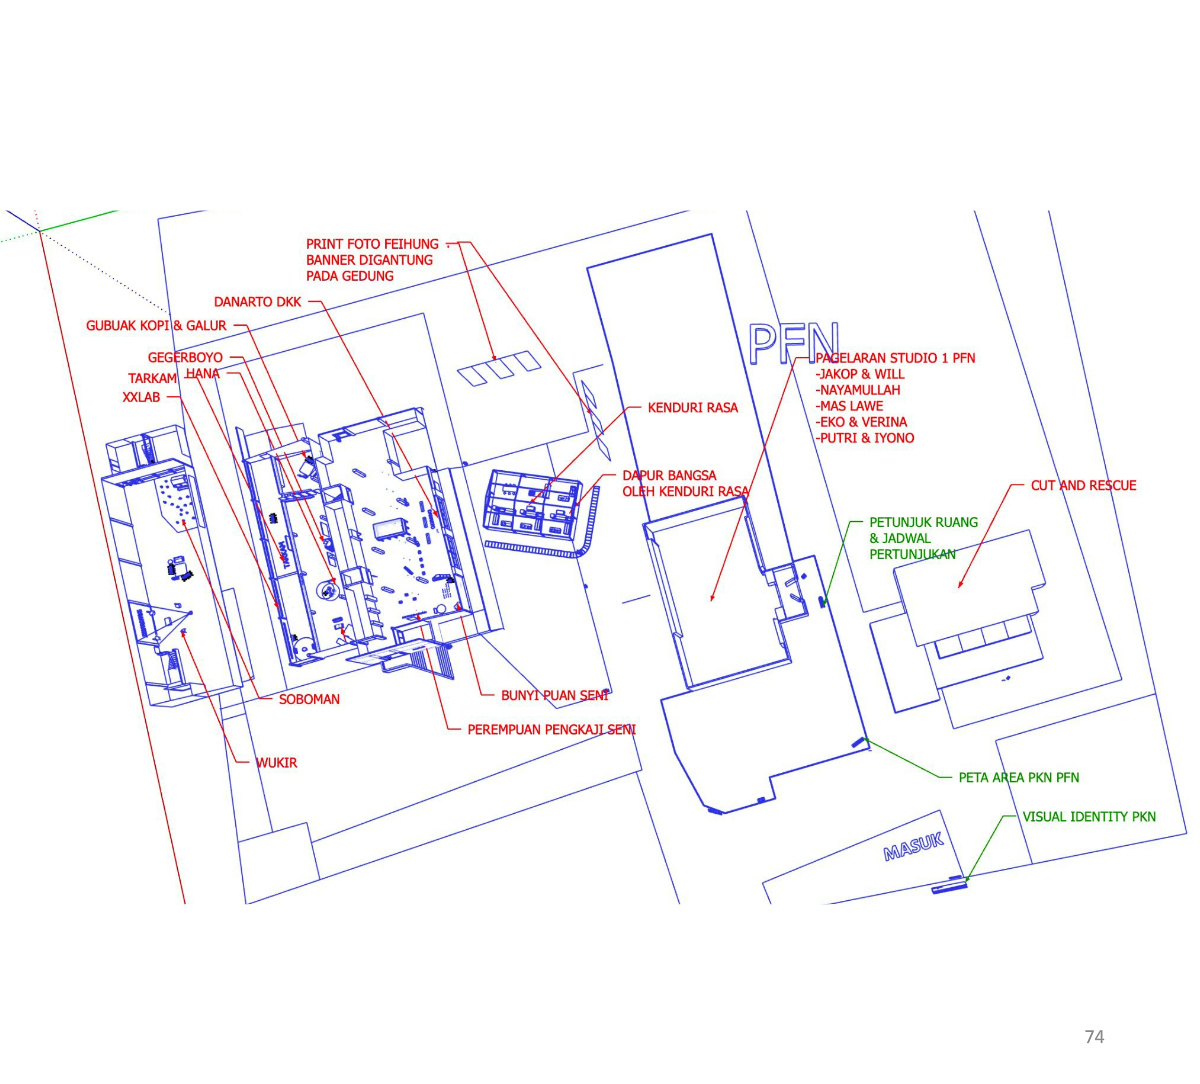 PRINT FOTO FEIHUNG
BANNER DIGANTUNG
PADA GEDUNG
DANARTO DKK
GUBUAK KOPI & GALUR
GEGERBOYO
HANA
TARKAM
XXLAB
PFN
PAGELARAN STUDIO 1 PFN
-JAKOP & WILL
-NAYAMULLAH
-MAS LAWE
-EKO & VERINA
-PUTRI & IYONO
KENDURI RASA
DAPUR BANGSA
OLEH KENDURI RASA
CUT AND RESCUE
PETUNJUK RUANG
& JADWAL
PERTUNJUKAN
SOBOMAN
BUNYI PUAN SENI
PEREMPUAN PENGKAJI SENI
WUKIR
PETA AREA PKN PFN
VISUAL IDENTITY PKN
MASUK
74